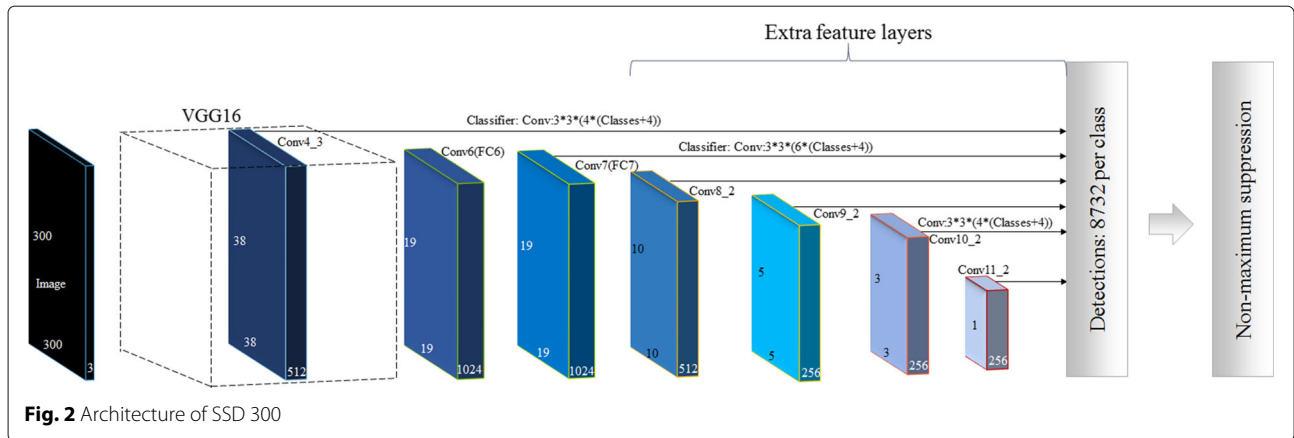 Extra feature layers
VGG16
Classifier: Conv:3*3*(4*(Classes+4))
Conv4_3
Classifier: Conv:3*3*(6*(Classes+4))
Conv6(FC6)
Conv7(FC7)
Conv8_2
Conv9_2
Conv:3*3*(4*(Classes+4))
Conv10_2
Conv11_2
300
Image
300
3
38
38
512
19
19
1024
19
19
1024
10
10
512
5
5
256
3
3
256
1
256
Detections: 8732 per class
Non-maximum suppression
Fig. 2 Architecture of SSD 300